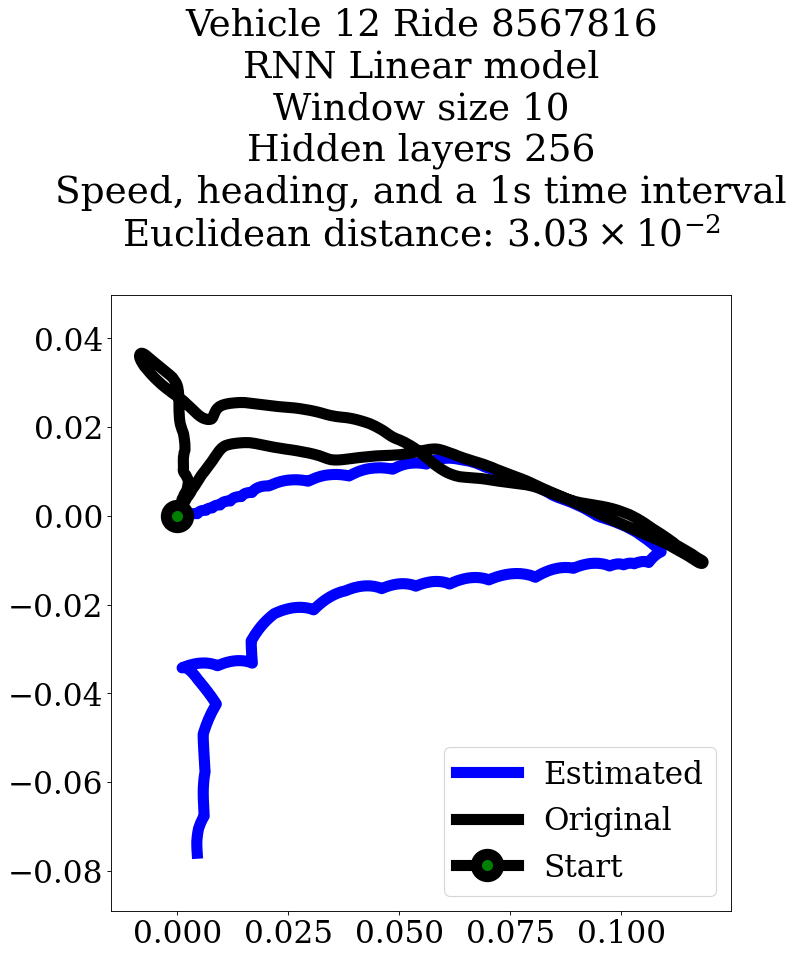 Vehicle 12 Ride 8567816
RNN Linear model
Window size 10
Hidden layers 256
Speed, heading, and a 1s time interval
Euclidean distance: 3.03 × 10⁻²
0.04
0.02
0.00
−0.02
−0.04
−0.06
−0.08
Estimated
Original
Start
0.000 0.025 0.050 0.075 0.100